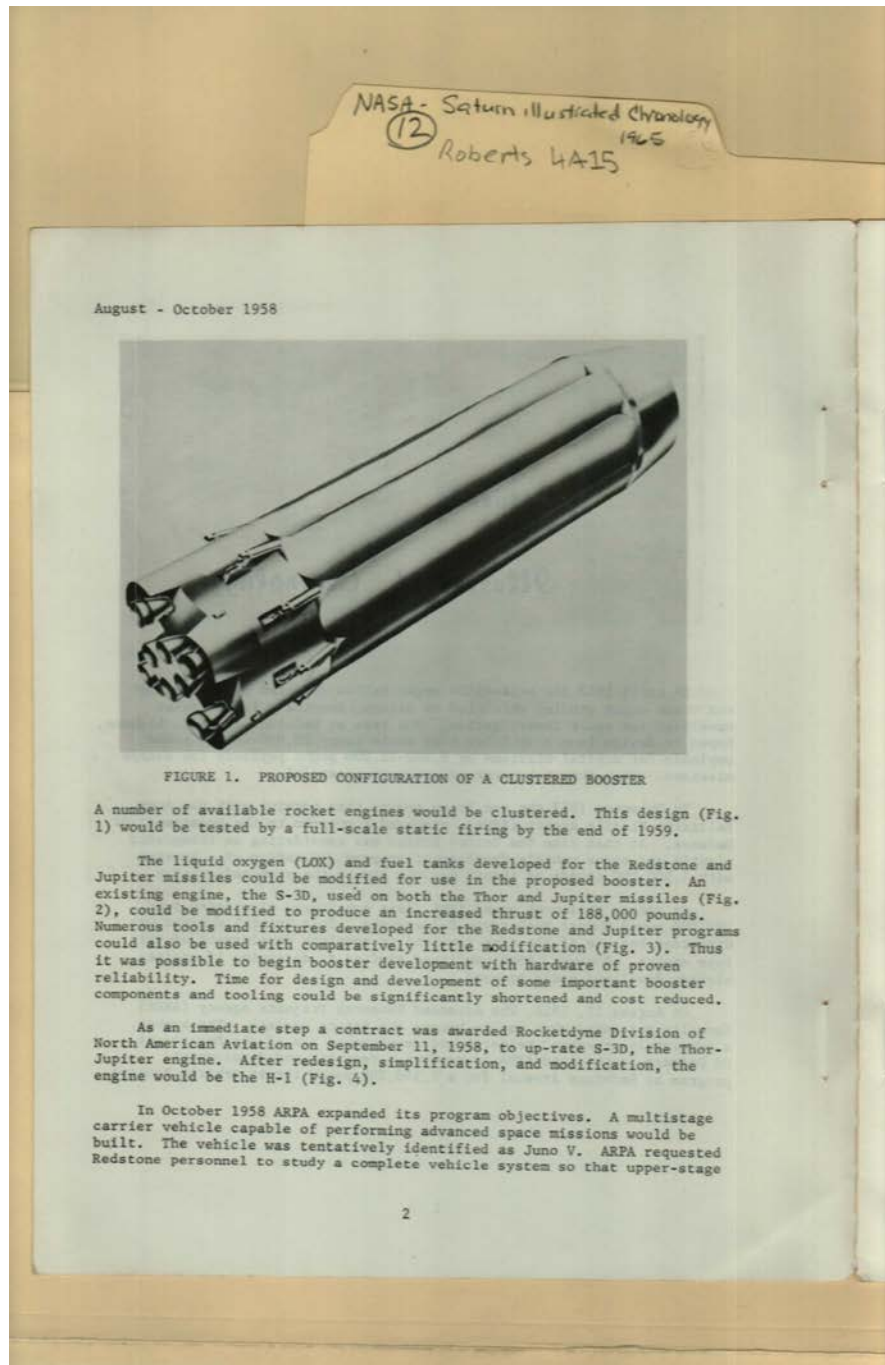 NASA - Saturn illustrated Chronology
12
1965
Roberts 4A15
August - October 1958
FIGURE 1. PROPOSED CONFIGURATION OF A CLUSTERED BOOSTER
A number of available rocket engines would be clustered. This design (Fig.
1) would be tested by a full-scale static firing by the end of 1959.
The liquid oxygen (LOX) and fuel tanks developed for the Redstone and
Jupiter missiles could be modified for use in the proposed booster. An
existing engine, the S-3D, used on both the Thor and Jupiter missiles (Fig.
2), could be modified to produce an increased thrust of 188,000 pounds.
Numerous tools and fixtures developed for the Redstone and Jupiter programs
could also be used with comparatively little modification (Fig. 3). Thus
it was possible to begin booster development with hardware of proven
reliability. Time for design and development of some important booster
components and tooling could be significantly shortened and cost reduced.
As an immediate step a contract was awarded Rocketdyne Division of
North American Aviation on September 11, 1958, to up-rate S-3D, the Thor-
Jupiter engine. After redesign, simplification, and modification, the
engine would be the H-1 (Fig. 4).
In October 1958 ARPA expanded its program objectives. A multistage
carrier vehicle capable of performing advanced space missions would be
built. The vehicle was tentatively identified as Juno V. ARPA requested
Redstone personnel to study a complete vehicle system so that upper-stage
2